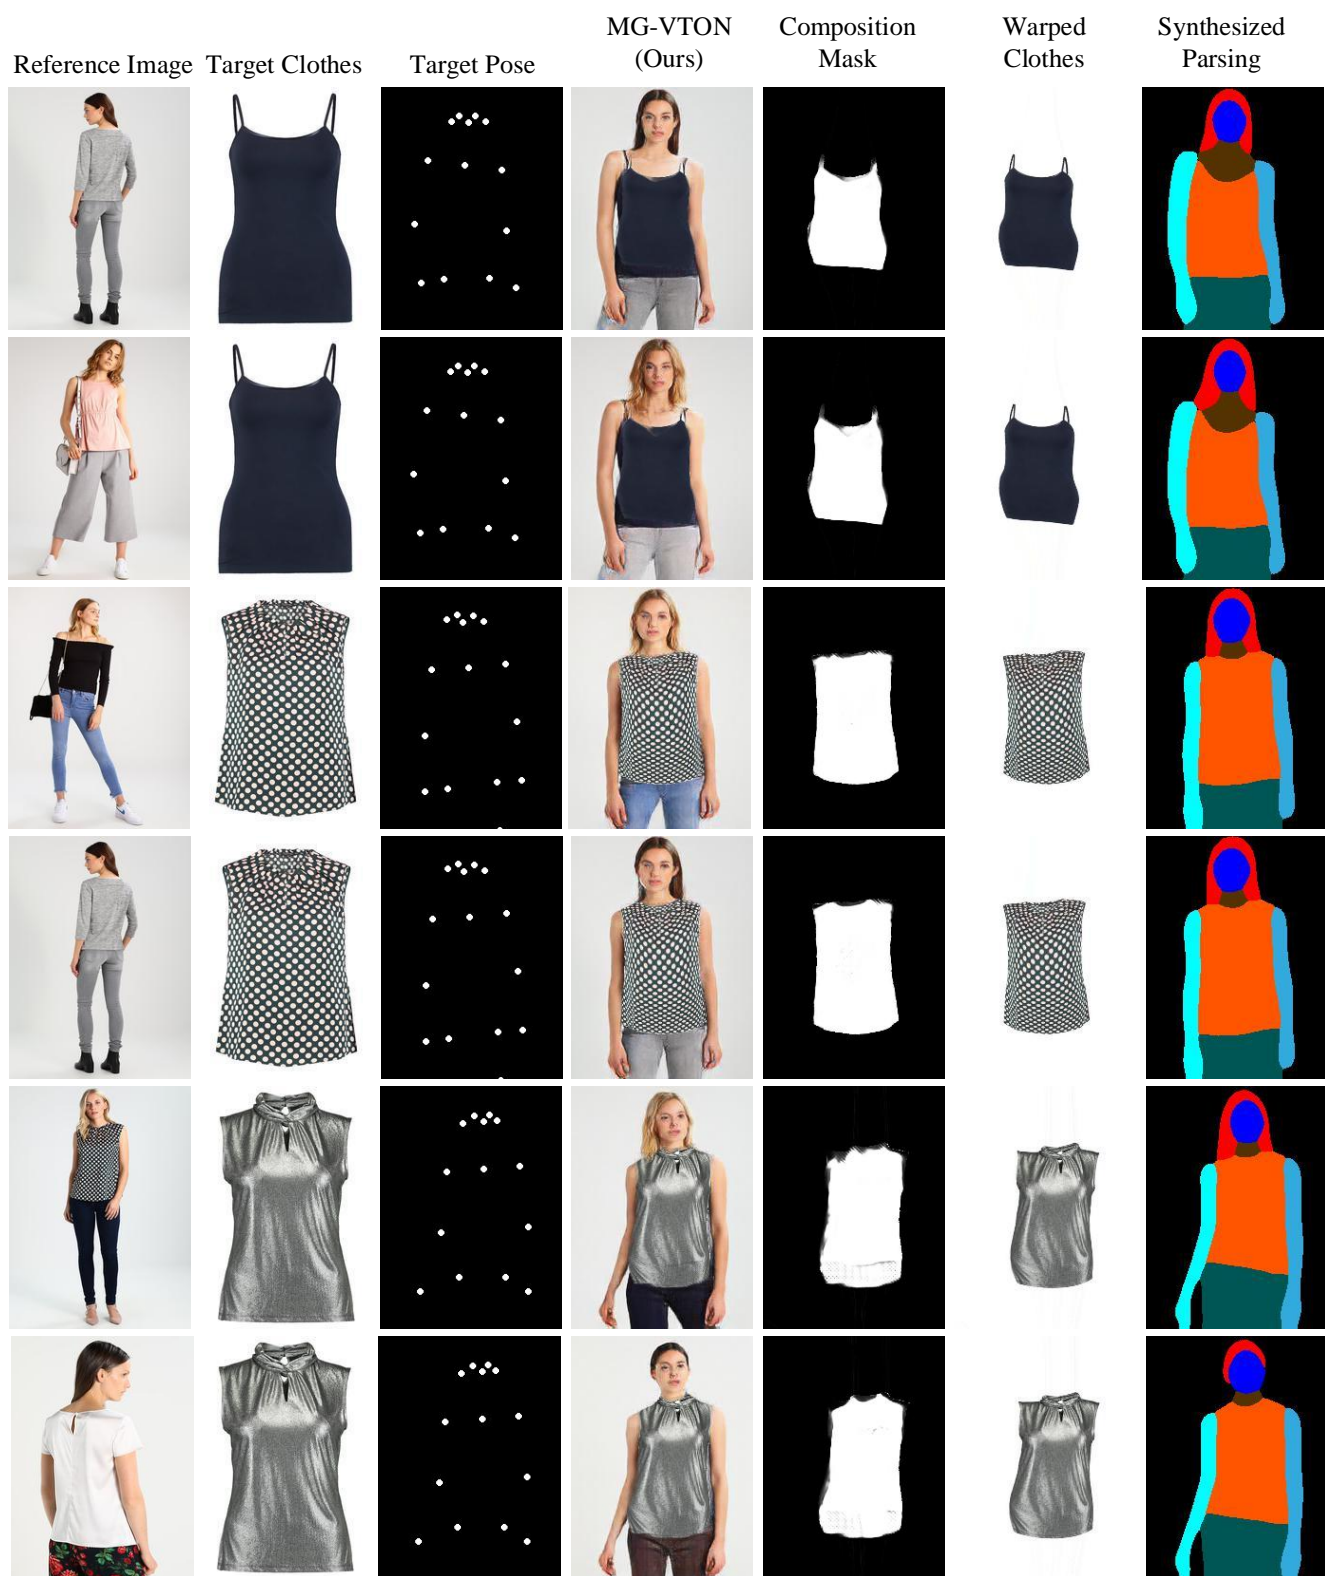 Reference Image
Target Clothes
Target Pose
MG-VTON
(Ours)
Composition
Mask
Warped
Clothes
Synthesized
Parsing